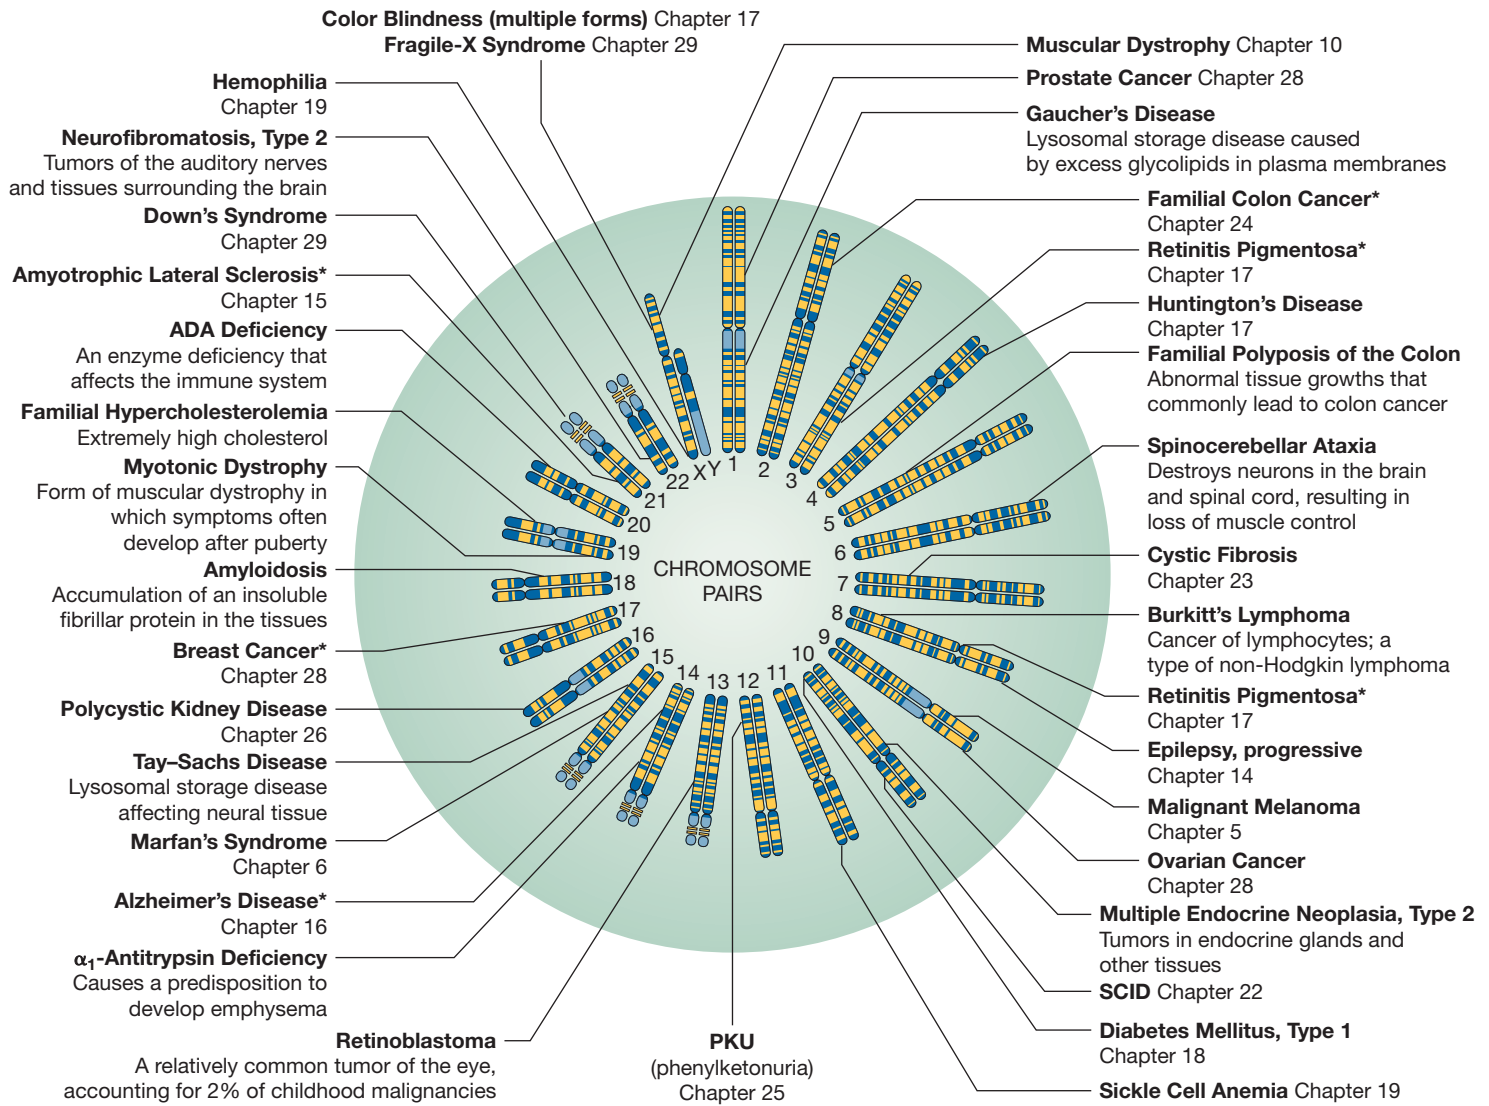 Color Blindness (multiple forms) Chapter 17
Fragile-X Syndrome Chapter 29
Hemophilia
Chapter 19
Neurofibromatosis, Type 2
Tumors of the auditory nerves
and tissues surrounding the brain
Down's Syndrome
Chapter 29
Amyotrophic Lateral Sclerosis*
Chapter 15
ADA Deficiency
An enzyme deficiency that
affects the immune system
Familial Hypercholesterolemia
Extremely high cholesterol
Myotonic Dystrophy
Form of muscular dystrophy in
which symptoms often
develop after puberty
Amyloidosis
Accumulation of an insoluble
fibrillar protein in the tissues
Breast Cancer*
Chapter 28
Polycystic Kidney Disease
Chapter 26
Tay–Sachs Disease
Lysosomal storage disease
affecting neural tissue
Marfan's Syndrome
Chapter 6
Alzheimer's Disease*
Chapter 16
α1-Antitrypsin Deficiency
Causes a predisposition to
develop emphysema
Retinoblastoma
A relatively common tumor of the eye,
accounting for 2% of childhood malignancies
PKU
(phenylketonuria)
Chapter 25
Muscular Dystrophy Chapter 10
Prostate Cancer Chapter 28
Gaucher's Disease
Lysosomal storage disease caused
by excess glycolipids in plasma membranes
Familial Colon Cancer*
Chapter 24
Retinitis Pigmentosa*
Chapter 17
Huntington's Disease
Chapter 17
Familial Polyposis of the Colon
Abnormal tissue growths that
commonly lead to colon cancer
Spinocerebellar Ataxia
Destroys neurons in the brain
and spinal cord, resulting in
loss of muscle control
Cystic Fibrosis
Chapter 23
Burkitt's Lymphoma
Cancer of lymphocytes; a
type of non-Hodgkin lymphoma
Retinitis Pigmentosa*
Chapter 17
Epilepsy, progressive
Chapter 14
Malignant Melanoma
Chapter 5
Ovarian Cancer
Chapter 28
Multiple Endocrine Neoplasia, Type 2
Tumors in endocrine glands and
other tissues
SCID Chapter 22
Diabetes Mellitus, Type 1
Chapter 18
Sickle Cell Anemia Chapter 19
CHROMOSOME
PAIRS
1
2
3
4
5
6
7
8
9
10
11
12
13
14
15
16
17
18
19
20
21
22
X
Y